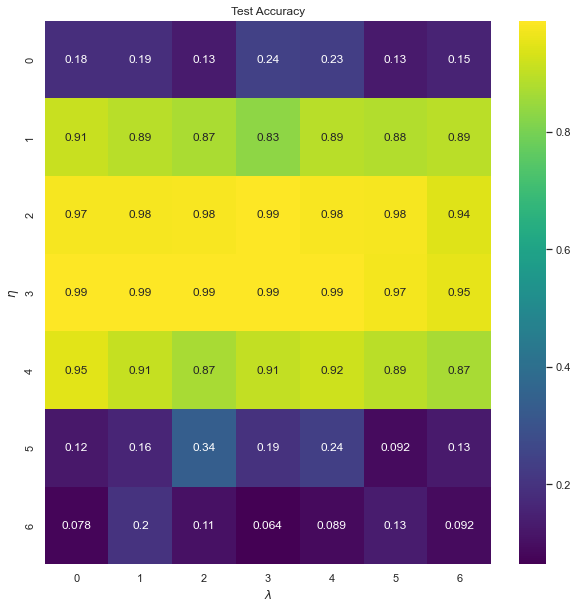 Test Accuracy
0 0.18 0.19 0.13 0.24 0.23 0.13 0.15
1 0.91 0.89 0.87 0.83 0.89 0.88 0.89
0.8
2 0.97 0.98 0.98 0.99 0.98 0.98 0.94
0.6
η
3 0.99 0.99 0.99 0.99 0.99 0.97 0.95
0.4
4 0.95 0.91 0.87 0.91 0.92 0.89 0.87
5 0.12 0.16 0.34 0.19 0.24 0.092 0.13
0.2
6 0.078 0.2 0.11 0.064 0.089 0.13 0.092
0 1 2 3 4 5 6
λ